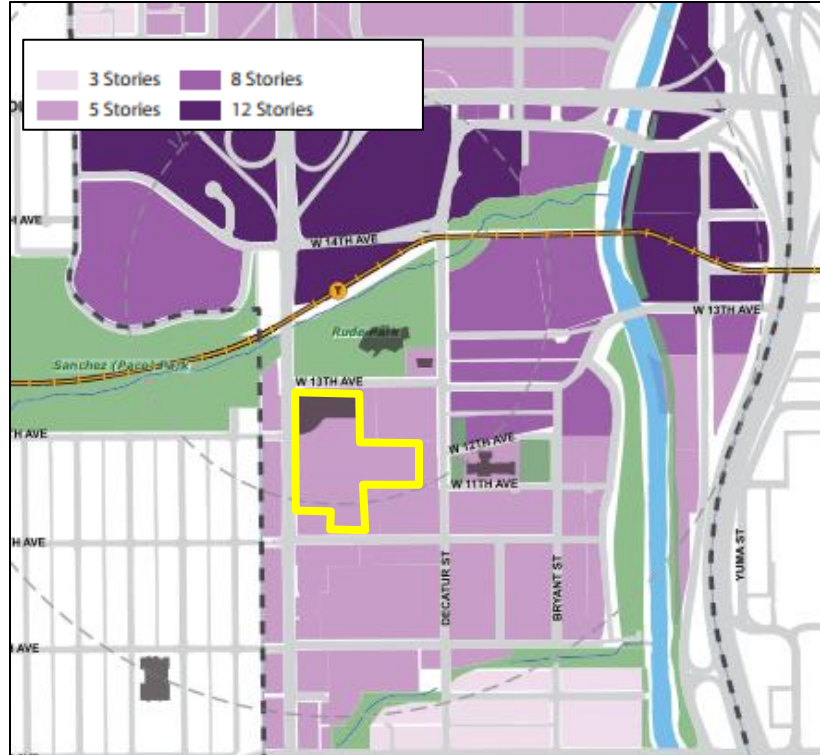 3 Stories
8 Stories
5 Stories
12 Stories
H AVE
W 14TH AVE
W 13TH AVE
Rude Park
Sanchez (Paco) Park
W 13TH AVE
TH AVE
W 12TH AVE
W 11TH AVE
H AVE
DECATUR ST
BRYANT ST
YUMA ST
H AVE
T